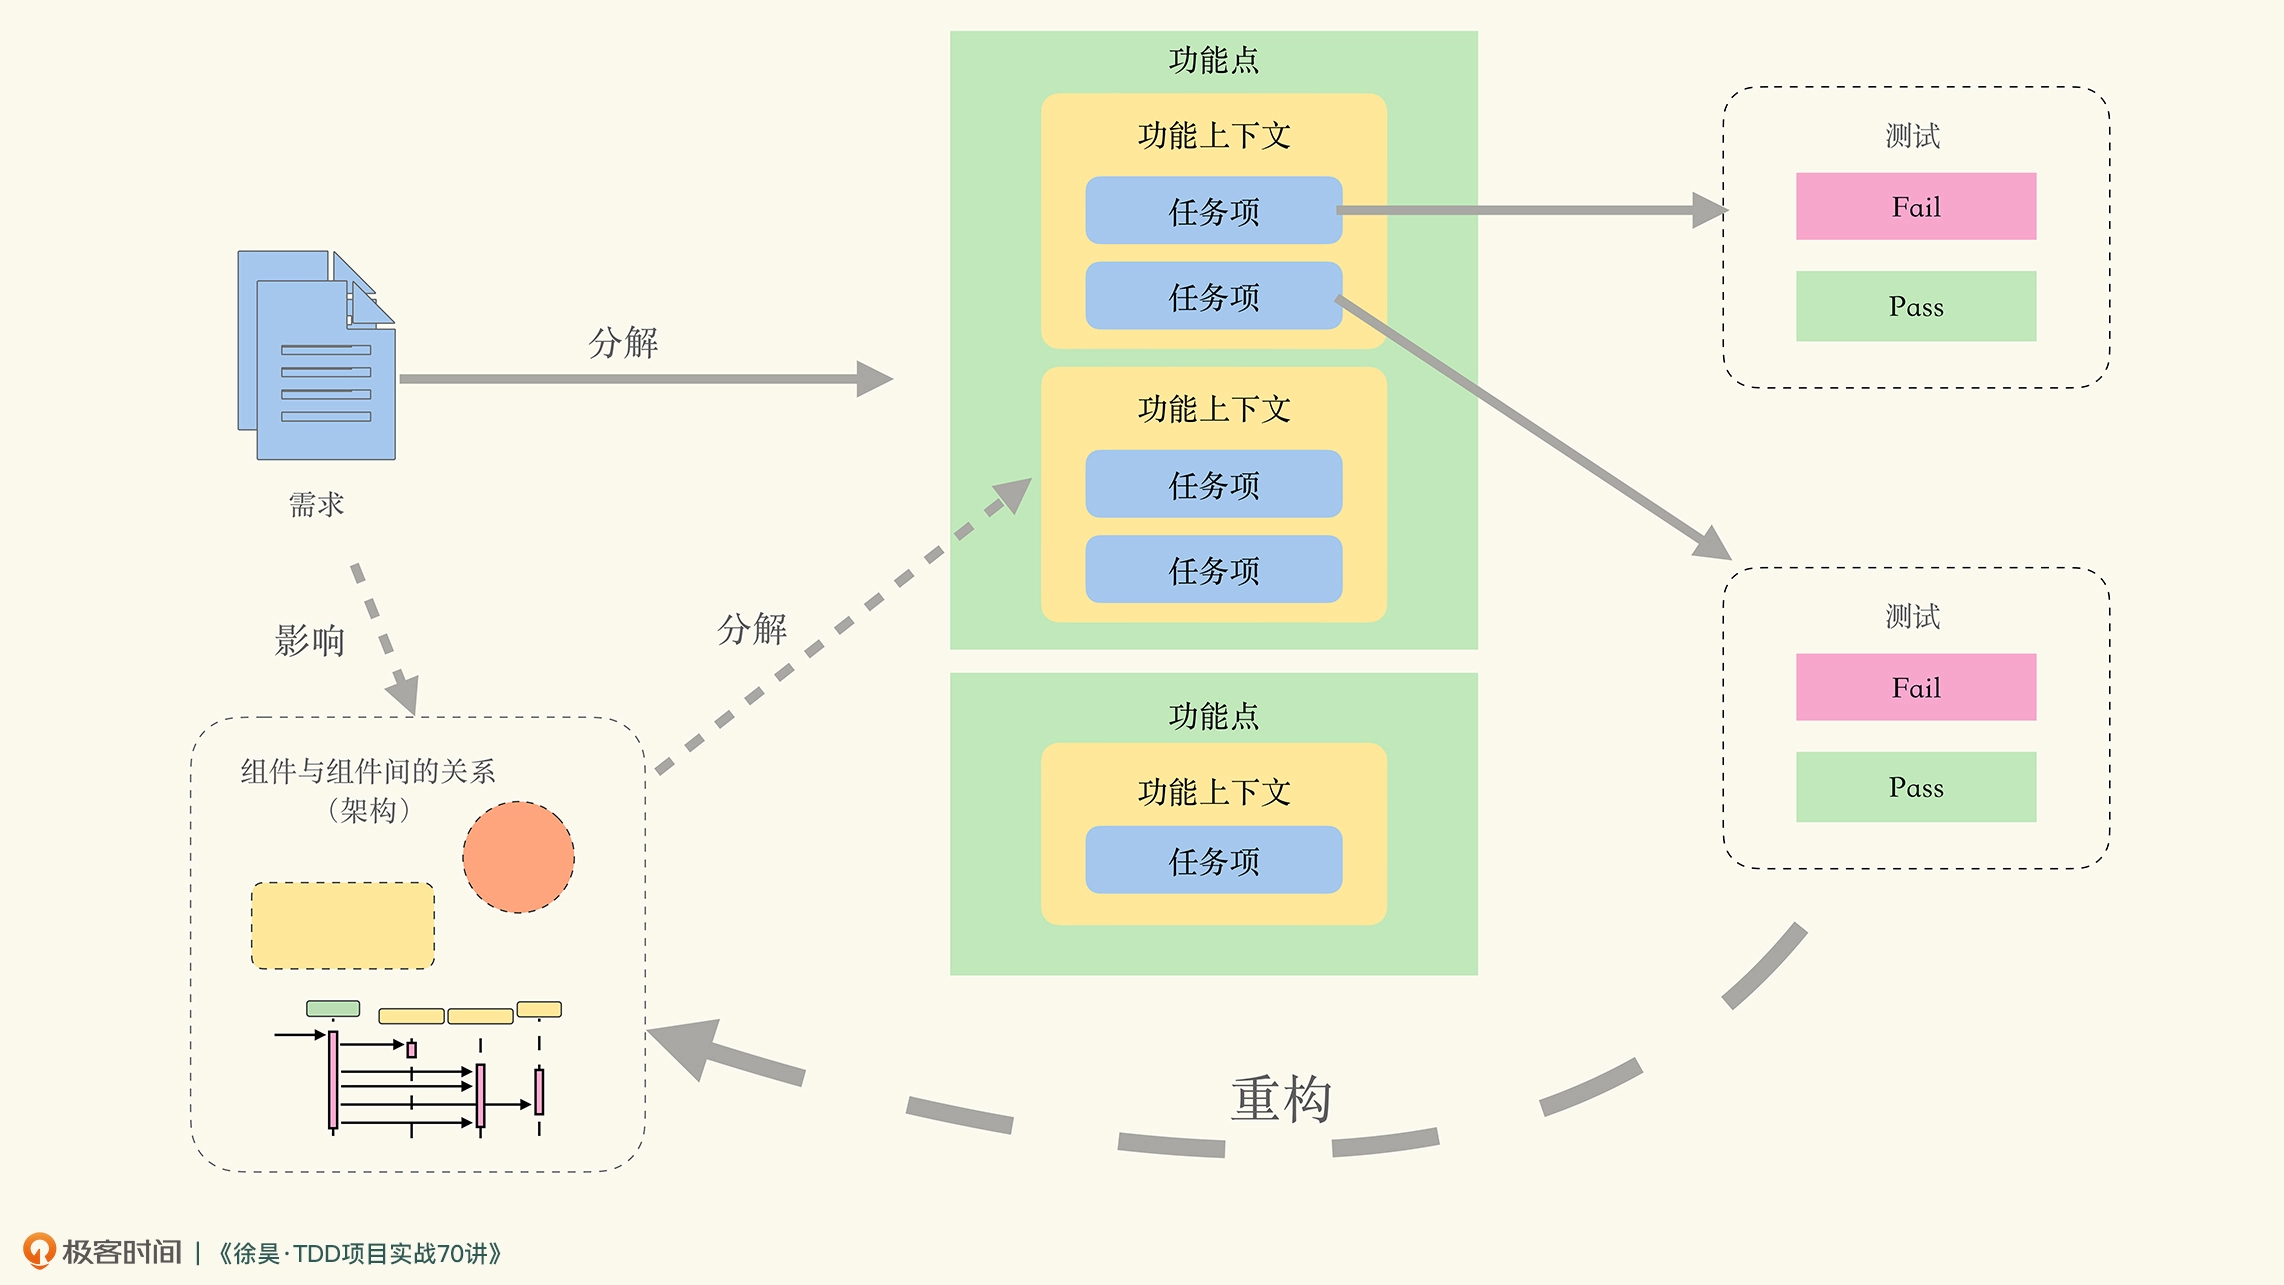 功能点
功能上下文
任务项
任务项
功能上下文
任务项
任务项
功能点
功能上下文
任务项
测试
Fail
Pass
测试
Fail
Pass
分解
需求
影响
分解
组件与组件间的关系
（架构）
重构
极客时间 | 《徐昊·TDD项目实战70讲》